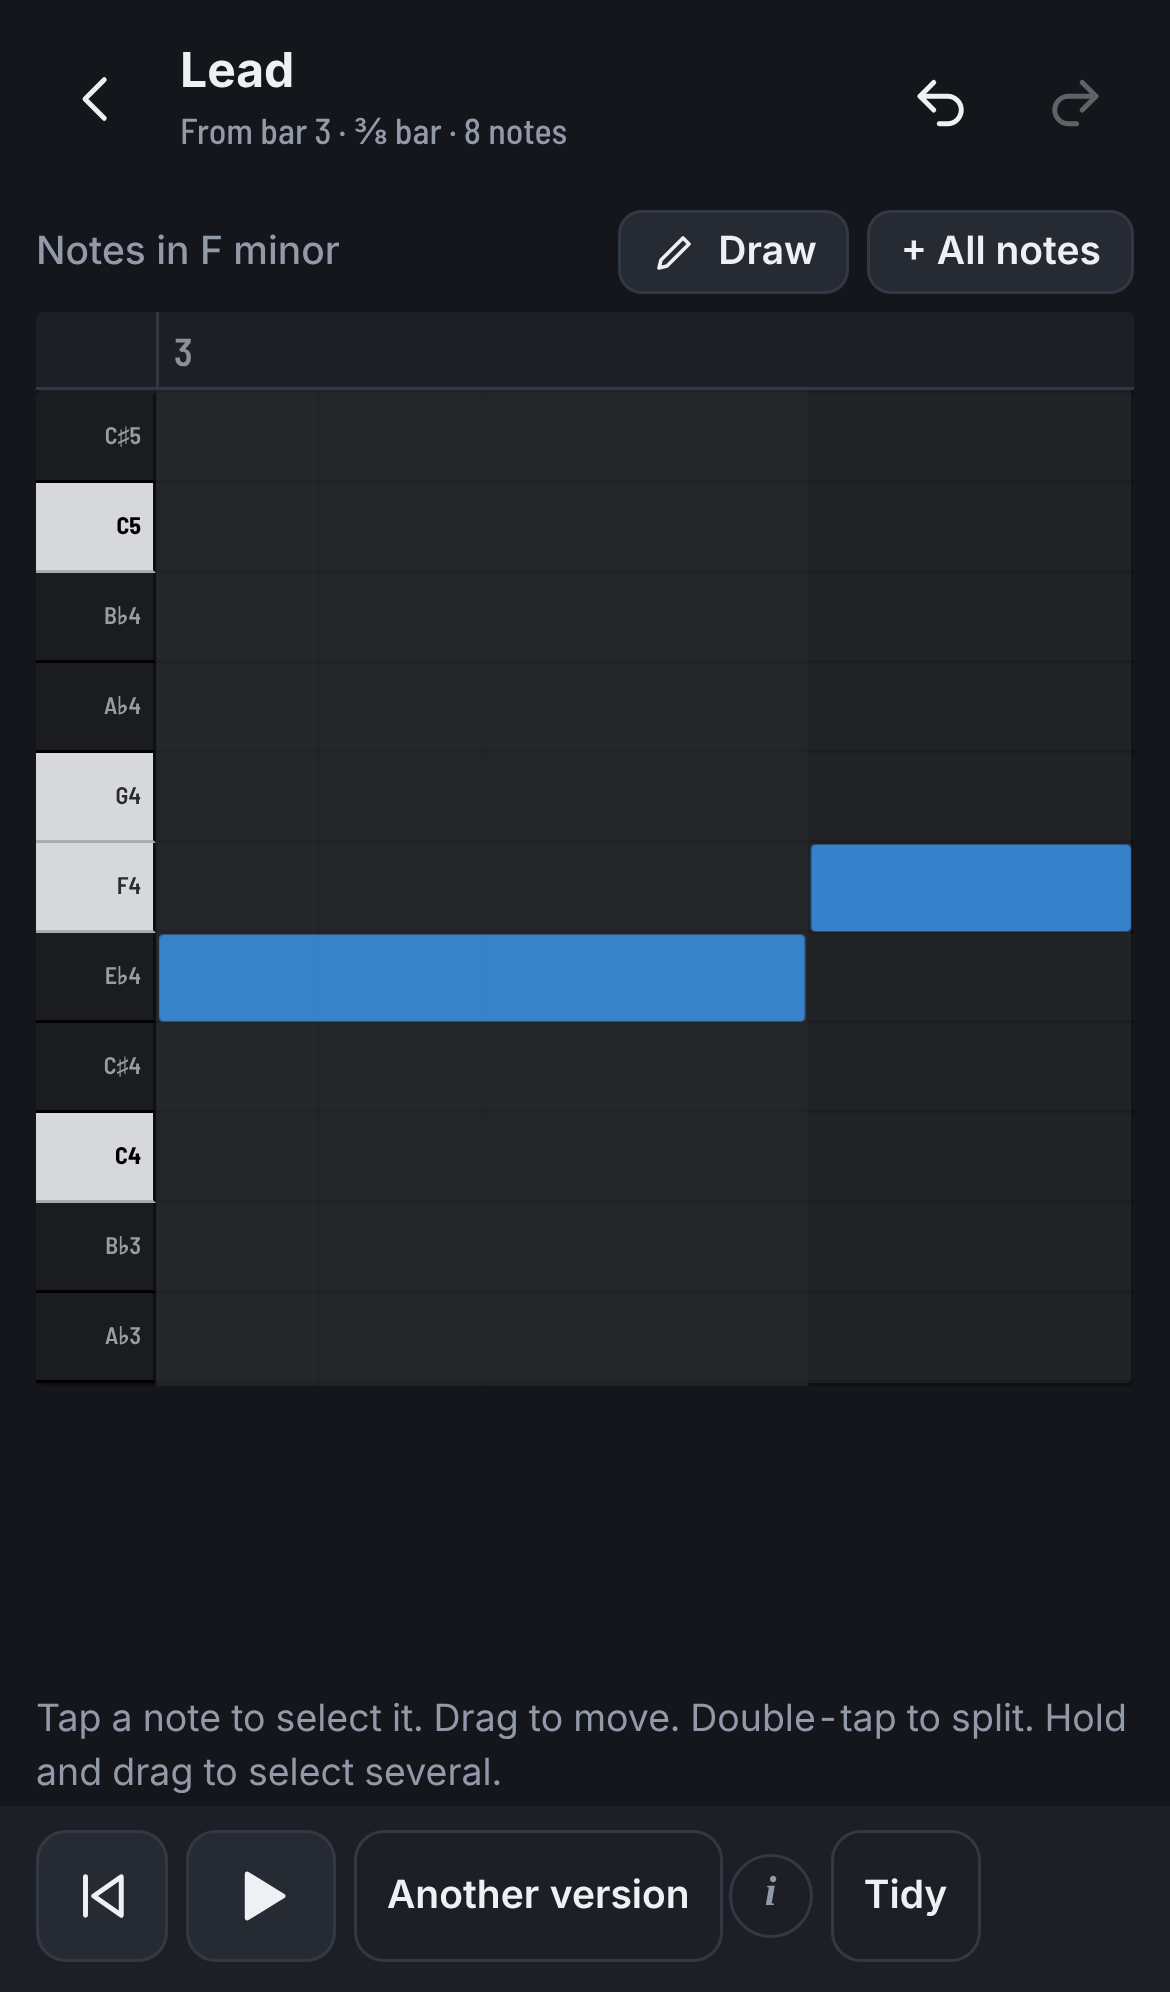 Lead
From bar 3 · ⅜ bar · 8 notes
Notes in F minor
Draw
+ All notes
3
C♯5
C5
B♭4
A♭4
G4
F4
E♭4
C♯4
C4
B♭3
A♭3
Tap a note to select it. Drag to move. Double-tap to split. Hold
and drag to select several.
Another version
i
Tidy